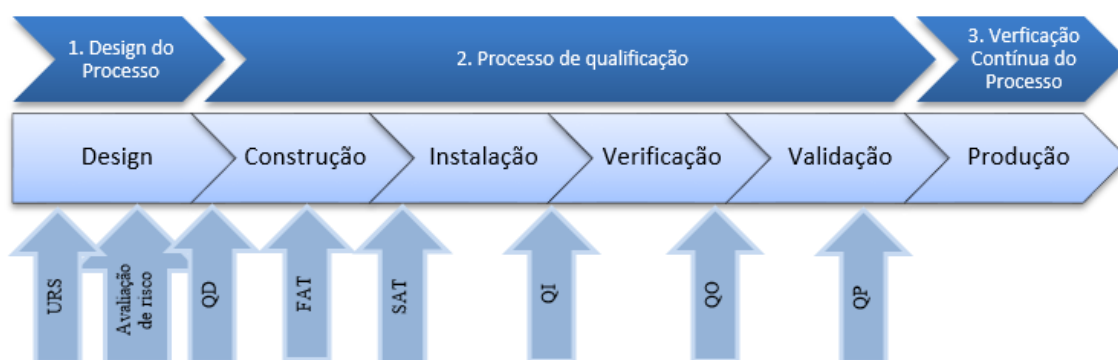 1. Design do
Processo
2. Processo de qualificação
3. Verficação
Contínua do
Processo
Design
Construção
Instalação
Verificação
Validação
Produção
URS
Avaliação
de risco
QD
FAT
SAT
QI
QO
QP